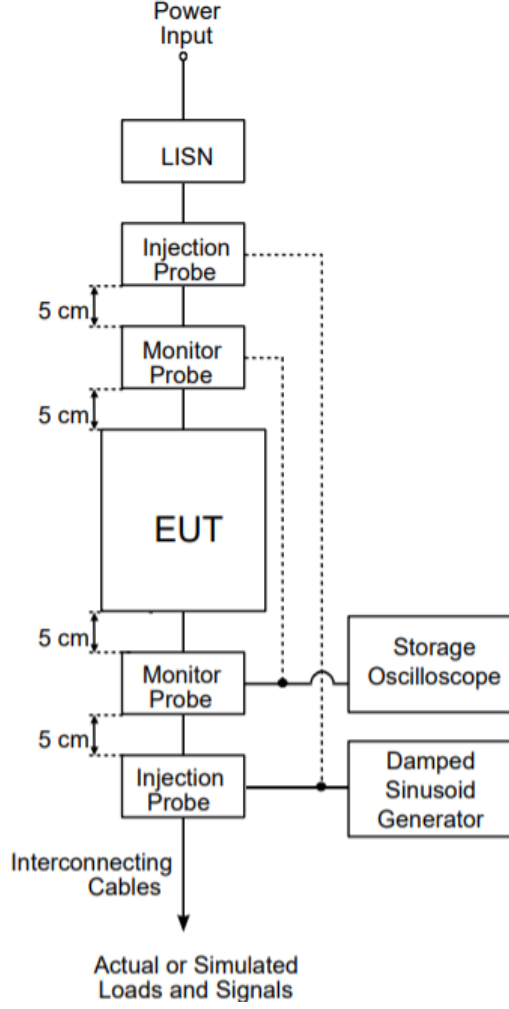 Power
Input
LISN
Injection
Probe
5 cm
Monitor
Probe
5 cm
EUT
5 cm
Monitor
Probe
Storage
Oscilloscope
5 cm
Injection
Probe
Damped
Sinusoid
Generator
Interconnecting
Cables
Actual or Simulated
Loads and Signals